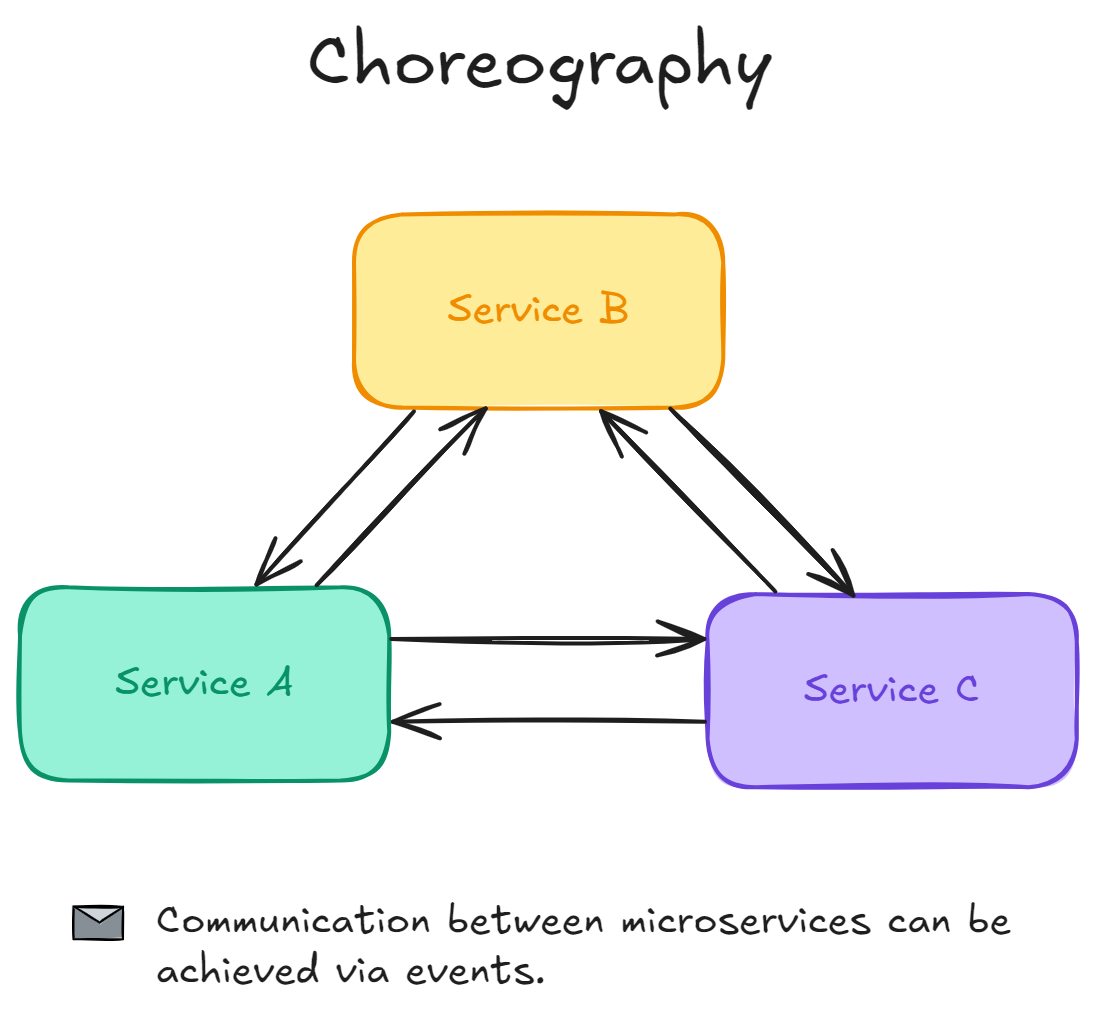 Choreography
Service B
Service A
Service C
Communication between microservices can be
achieved via events.